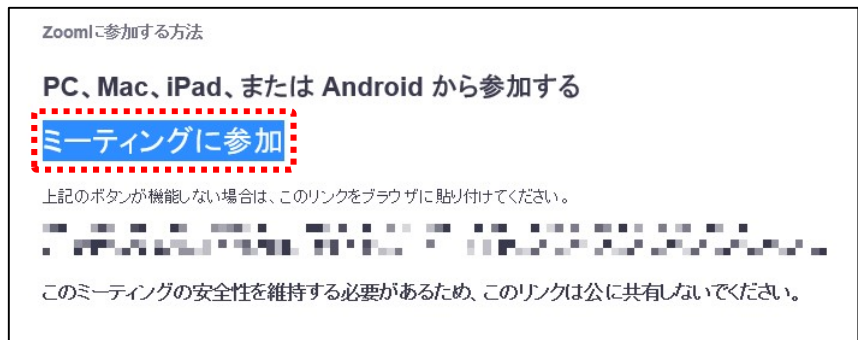 Zoomに参加する方法
PC、Mac、iPad、または Android から参加する
ミーティングに参加
上記のボタンが機能しない場合は、このリンクをブラウザに貼り付けてください。
このミーティングの安全性を維持する必要があるため、このリンクは公に共有しないでください。